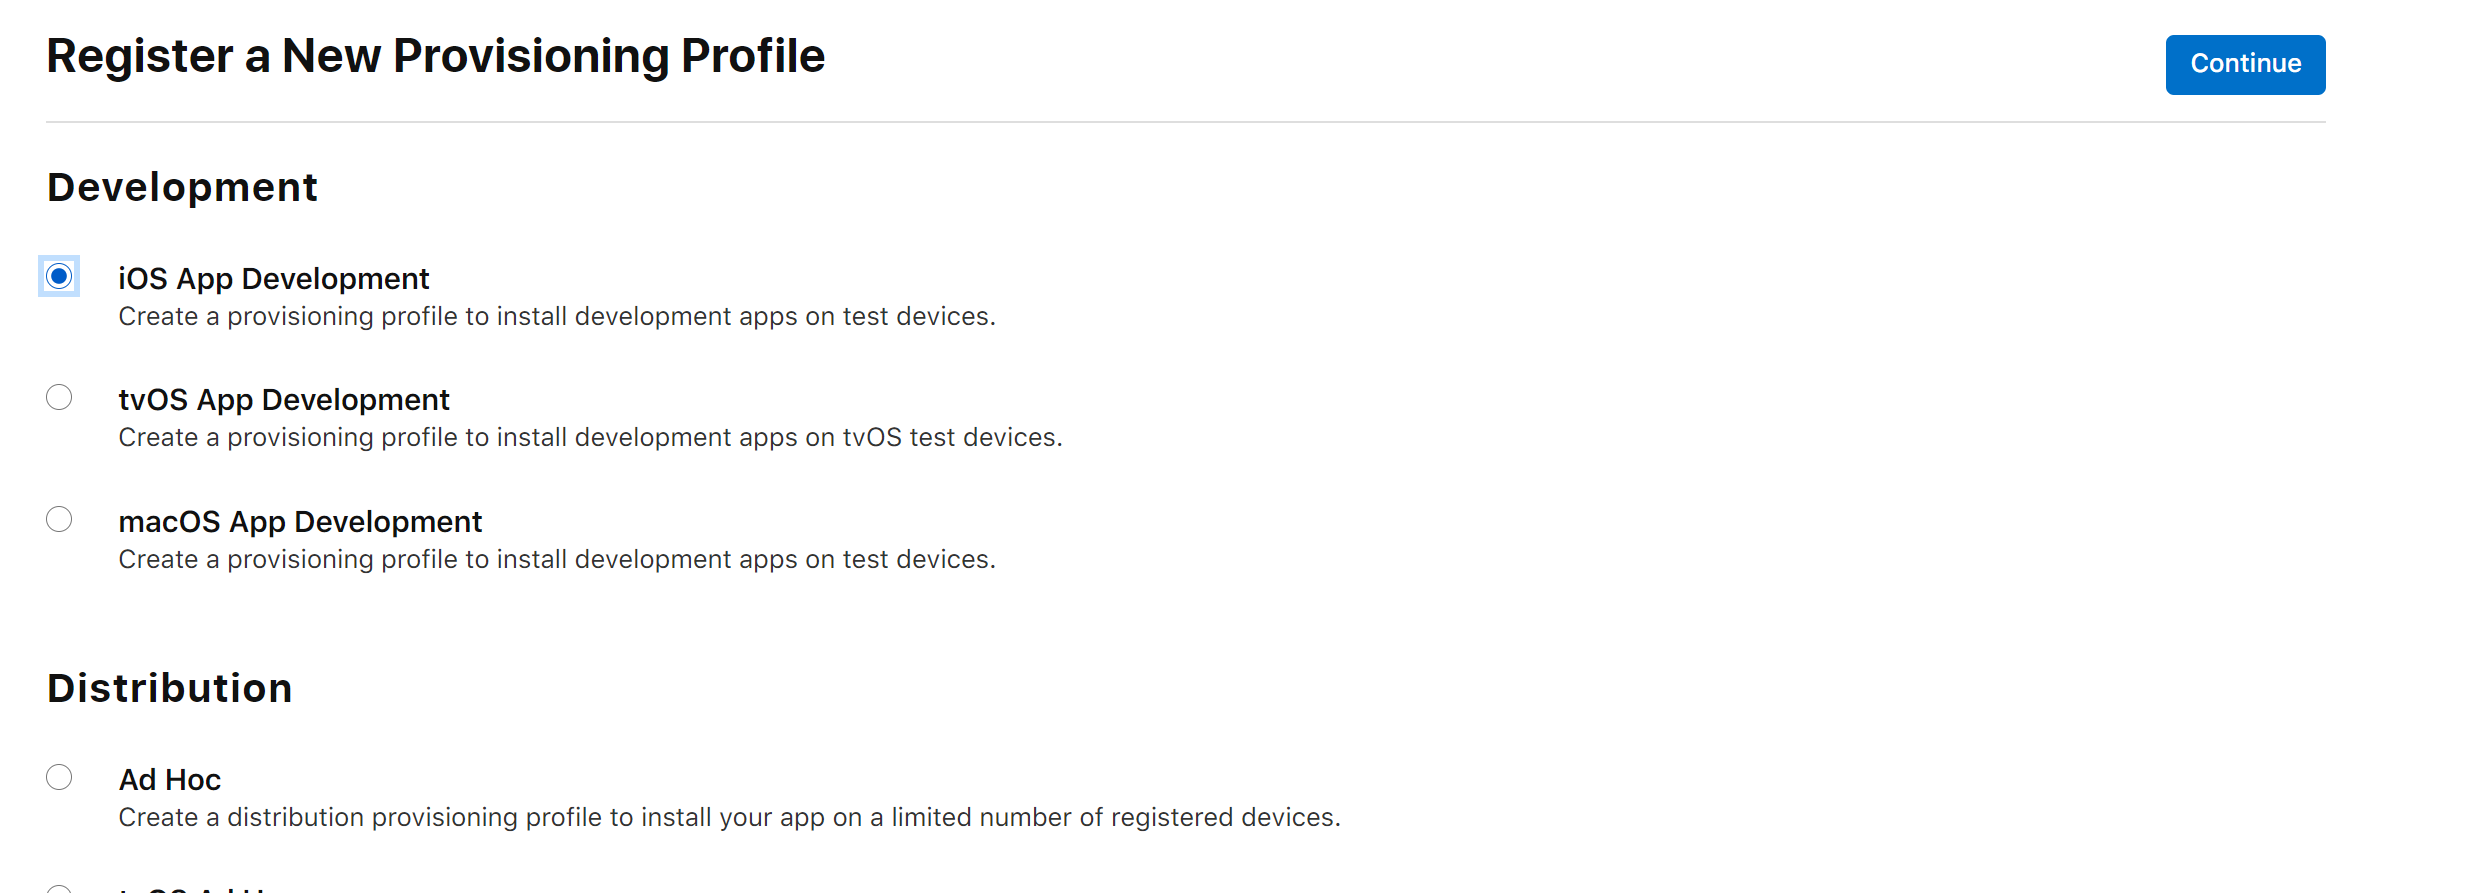 Register a New Provisioning Profile
Continue
Development
iOS App Development
Create a provisioning profile to install development apps on test devices.
tvOS App Development
Create a provisioning profile to install development apps on tvOS test devices.
macOS App Development
Create a provisioning profile to install development apps on test devices.
Distribution
Ad Hoc
Create a distribution provisioning profile to install your app on a limited number of registered devices.